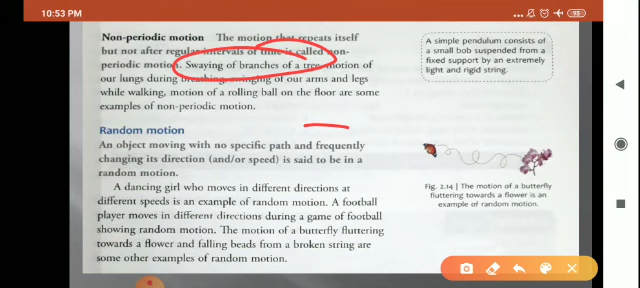 10:53 PM
93
Non-periodic motion The motion that repeats itself
but not after regular intervals of time is called non-
periodic motion. Swaying of branches of a tree, motion of
our lungs during breathing, swinging of our arms and legs
while walking, motion of a rolling ball on the floor are some
examples of non-periodic motion.
Random motion
An object moving with no specific path and frequently
changing its direction (and/or speed) is said to be in a
random motion.
A dancing girl who moves in different directions at
different speeds is an example of random motion. A football
player moves in different directions during a game of football
showing random motion. The motion of a butterfly fluttering
towards a flower and falling beads from a broken string are
some other examples of random motion.
A simple pendulum consists of
a small bob suspended from a
fixed support by an extremely
light and rigid string.
Fig. 2.14 | The motion of a butterfly
fluttering towards a flower is an
example of random motion.